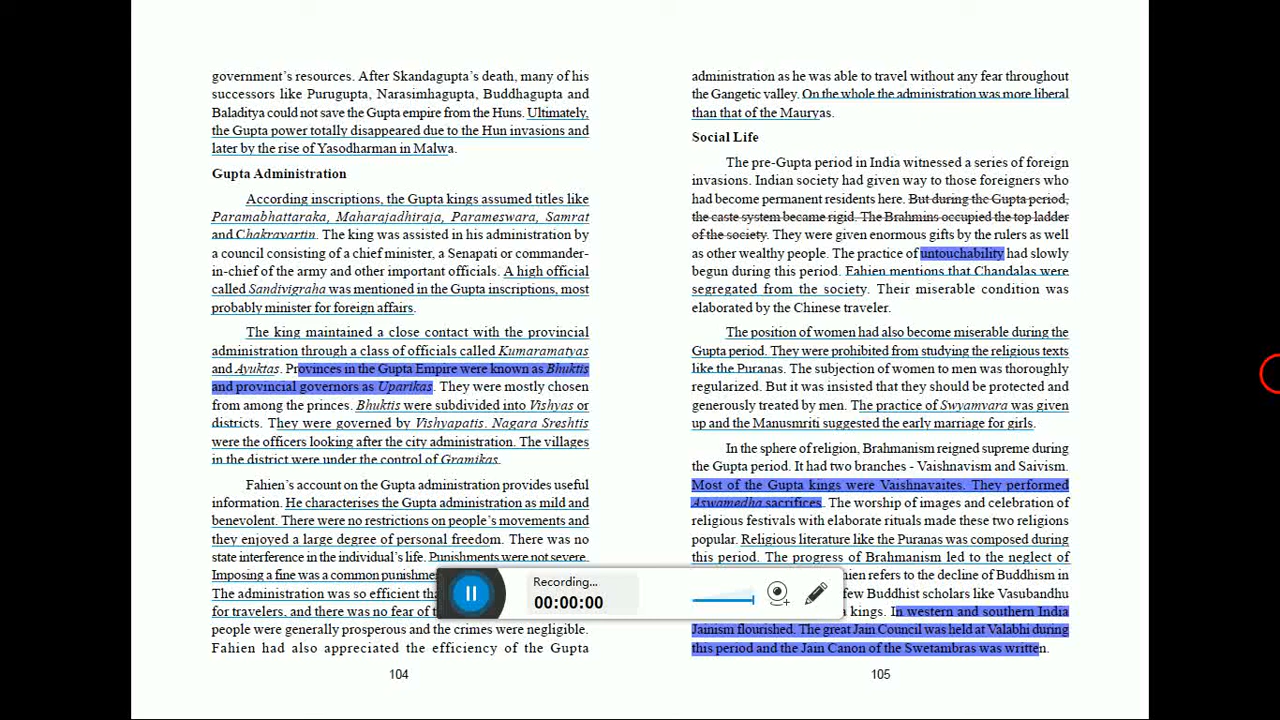 government's resources. After Skandagupta's death, many of his
successors like Purugupta, Narasimhagupta, Buddhagupta and
Baladitya could not save the Gupta empire from the Huns. Ultimately,
the Gupta power totally disappeared due to the Hun invasions and
later by the rise of Yasodharman in Malwa.
Gupta Administration
According inscriptions, the Gupta kings assumed titles like
Paramabhattaraka, Maharajadhiraja, Parameswara, Samrat
and Chakravartin. The king was assisted in his administration by
a council consisting of a chief minister, a Senapati or commander-
in-chief of the army and other important officials. A high official
called Sandivigraha was mentioned in the Gupta inscriptions, most
probably minister for foreign affairs.
The king maintained a close contact with the provincial
administration through a class of officials called Kumaramatyas
and Ayuktas. Provinces in the Gupta Empire were known as Bhuktis
and provincial governors as Uparikas. They were mostly chosen
from among the princes. Bhuktis were subdivided into Vishyas or
districts. They were governed by Vishyapatis. Nagara Sreshtis
were the officers looking after the city administration. The villages
in the district were under the control of Gramikas.
Fahien's account on the Gupta administration provides useful
information. He characterises the Gupta administration as mild and
benevolent. There were no restrictions on people's movements and
they enjoyed a large degree of personal freedom. There was no
state interference in the individual's life. Punishments were not severe.
Imposing a fine was a common punishme
The administration was so efficient tha
for travelers, and there was no fear of t
people were generally prosperous and the crimes were negligible.
Fahien had also appreciated the efficiency of the Gupta
104
administration as he was able to travel without any fear throughout
the Gangetic valley. On the whole the administration was more liberal
than that of the Mauryas.
Social Life
The pre-Gupta period in India witnessed a series of foreign
invasions. Indian society had given way to those foreigners who
had become permanent residents here. But during the Gupta period,
the caste system became rigid. The Brahmins occupied the top ladder
of the society. They were given enormous gifts by the rulers as well
as other wealthy people. The practice of untouchability had slowly
begun during this period. Fahien mentions that Chandalas were
segregated from the society. Their miserable condition was
elaborated by the Chinese traveler.
The position of women had also become miserable during the
Gupta period. They were prohibited from studying the religious texts
like the Puranas. The subjection of women to men was thoroughly
regularized. But it was insisted that they should be protected and
generously treated by men. The practice of Swyamvara was given
up and the Manusmriti suggested the early marriage for girls.
In the sphere of religion, Brahmanism reigned supreme during
the Gupta period. It had two branches - Vaishnavism and Saivism.
Most of the Gupta kings were Vaishnavaites. They performed
Aswamedha sacrifices. The worship of images and celebration of
religious festivals with elaborate rituals made these two religions
popular. Religious literature like the Puranas was composed during
this period. The progress of Brahmanism led to the neglect of
hien refers to the decline of Buddhism in
few Buddhist scholars like Vasubandhu
kings. In western and southern India
Jainism flourished. The great Jain Council was held at Valabhi during
this period and the Jain Canon of the Swetambras was written.
105
Recording...
00:00:00